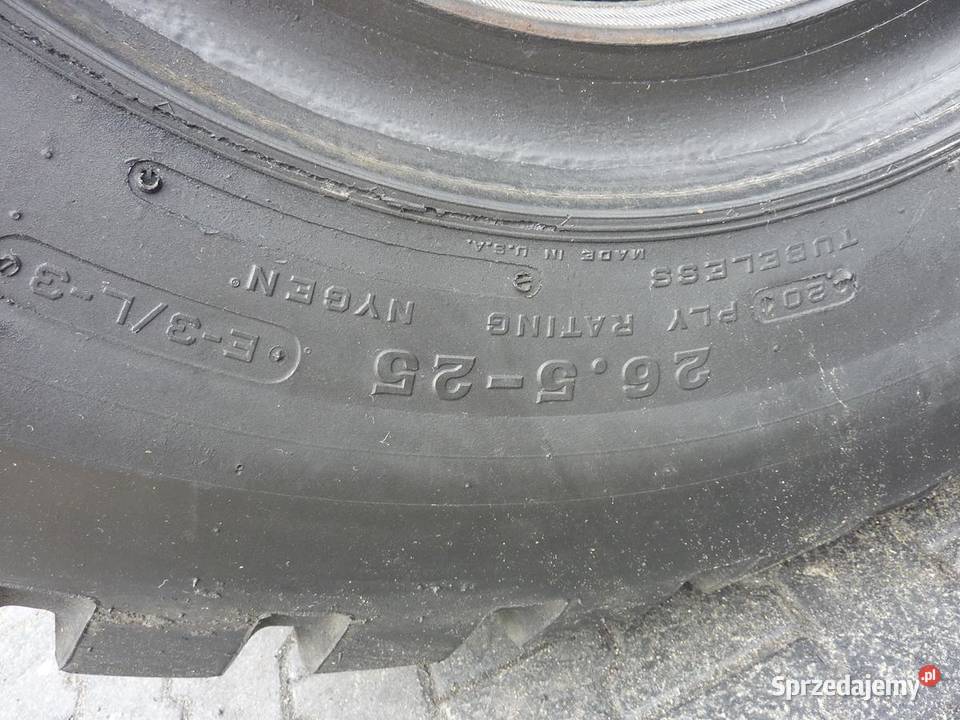 26.5-25
20 PLY RATING
TUBELESS
NYGEN®
MADE IN U.S.A.
E-3/L-3
Sprzedajemy.pl